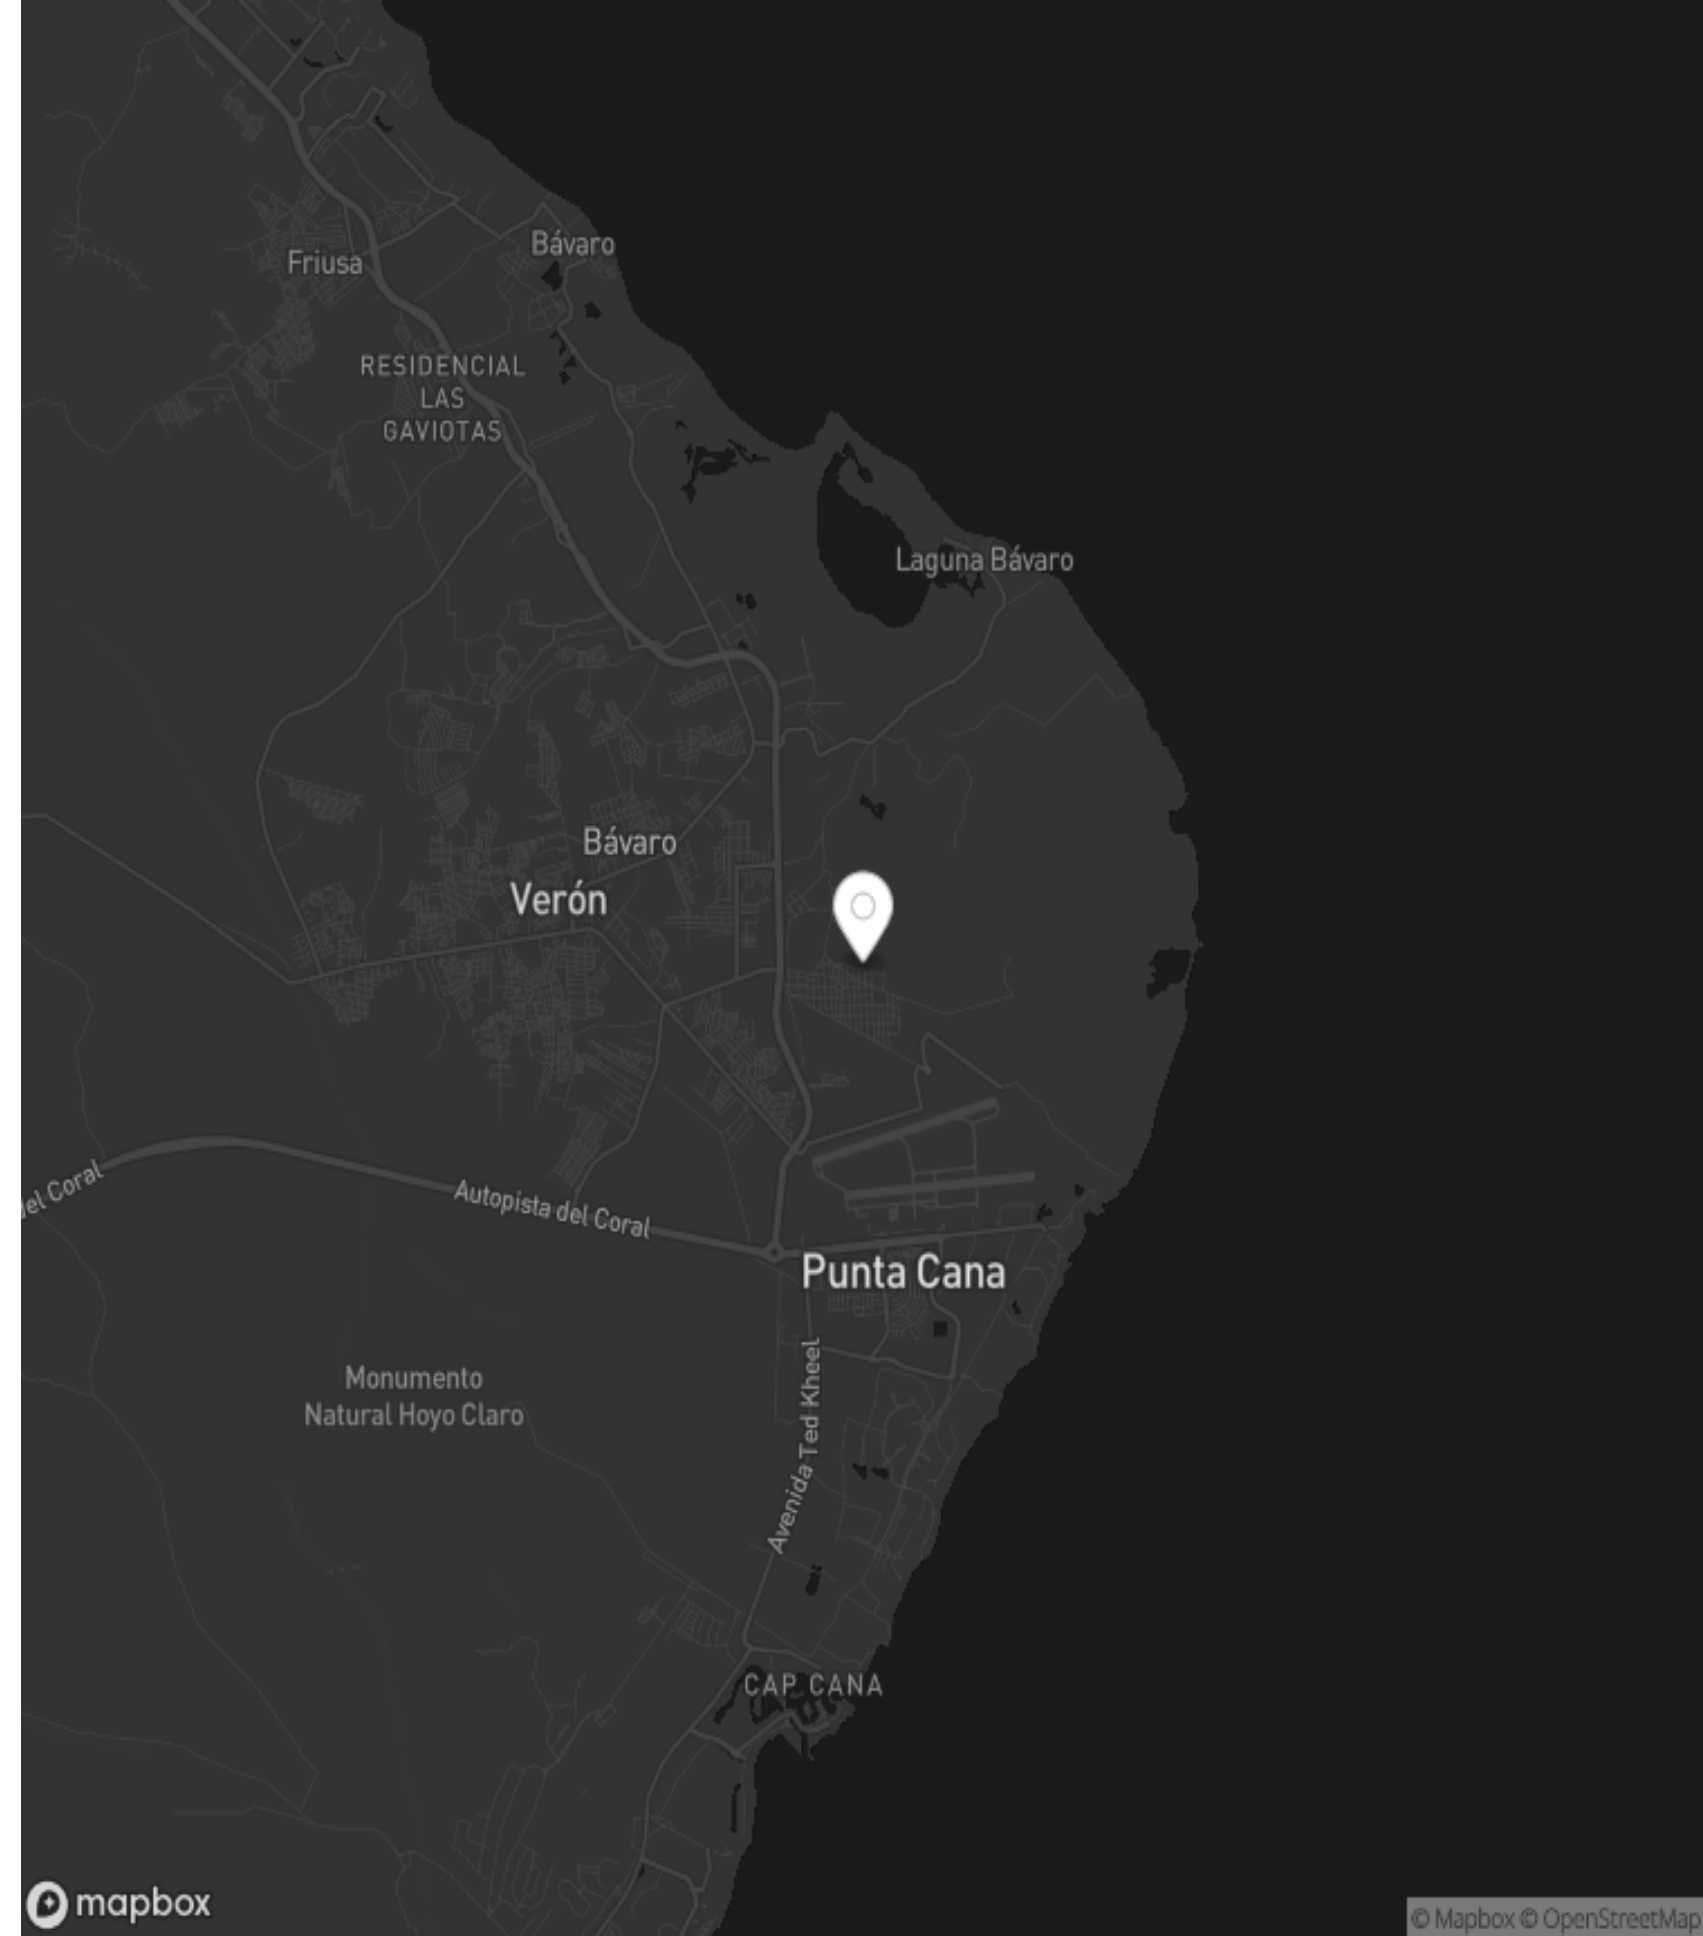 Bávaro
Friusa
RESIDENCIAL
LAS
GAVIOTAS
Laguna Bávaro
Bávaro
Verón
del Coral
Autopista del Coral
Punta Cana
Avenida Ted Kheel
Monumento
Natural Hoyo Claro
CAP CANA
mapbox
© Mapbox © OpenStreetMap